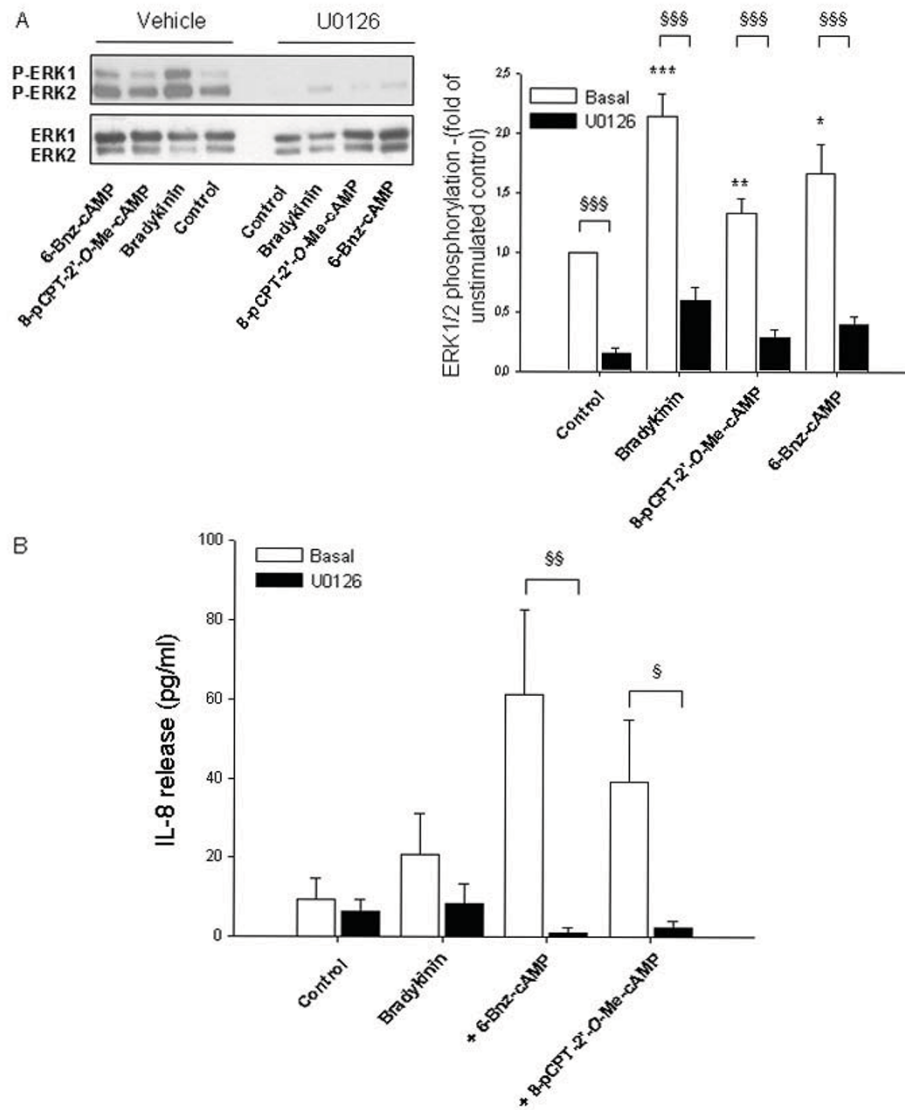 A
Vehicle U0126
P-ERK1
P-ERK2
ERK1
ERK2
6-Bnz-cAMP
8-pCPT-2'-O-Me-cAMP
Bradykinin
Control
Control
Bradykinin
8-pCPT-2'-O-Me-cAMP
6-Bnz-cAMP
§§§ §§§ §§§
ERK1/2 phosphorylation -(fold of
unstimulated control)
2,5
2,0
1,5
1,0
0,5
0,0
Basal
U0126
§§§
***
**
*
Control
Bradykinin
8-pCPT-2'-O-Me-cAMP
6-Bnz-cAMP
B
IL-8 release (pg/ml)
100
80
60
40
20
0
Basal
U0126
§§
§
Control
Bradykinin
+ 6-Bnz-cAMP
+ 8-pCPT-2'-O-Me-cAMP